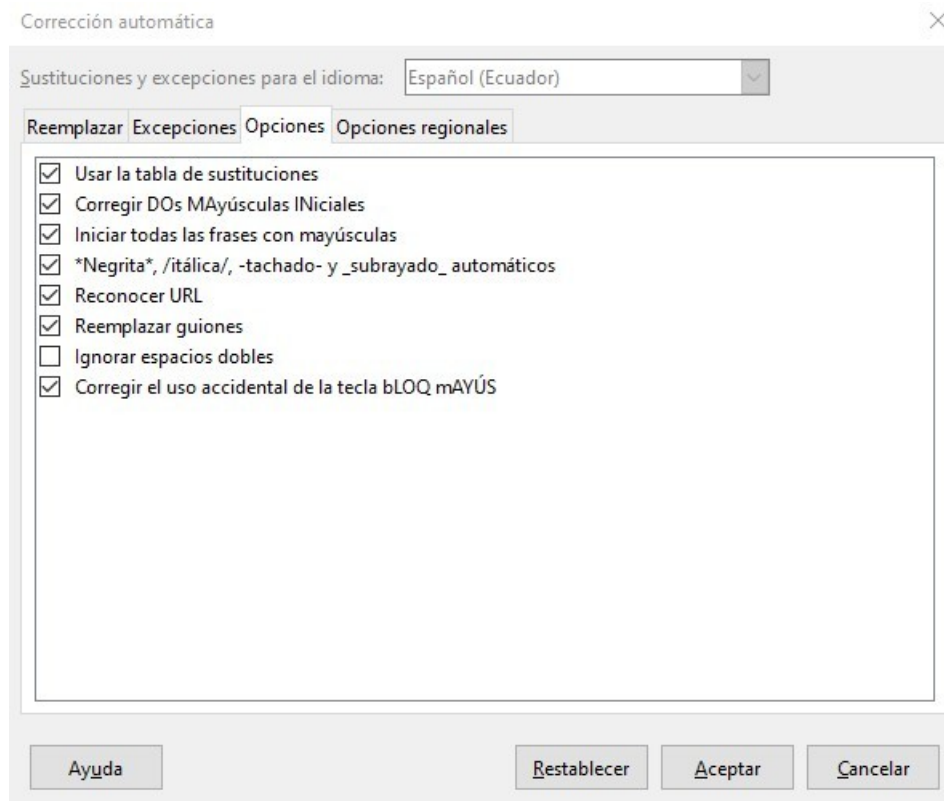 Corrección automática
Sustituciones y excepciones para el idioma: Español (Ecuador)
Reemplazar Excepciones Opciones Opciones regionales
Usar la tabla de sustituciones
Corregir DOs MAyúsculas INiciales
Iniciar todas las frases con mayúsculas
*Negrita*, /itálica/, -tachado- y _subrayado_ automáticos
Reconocer URL
Reemplazar guiones
Ignorar espacios dobles
Corregir el uso accidental de la tecla bLOQ mAYÚS
Ayuda Restablecer Aceptar Cancelar